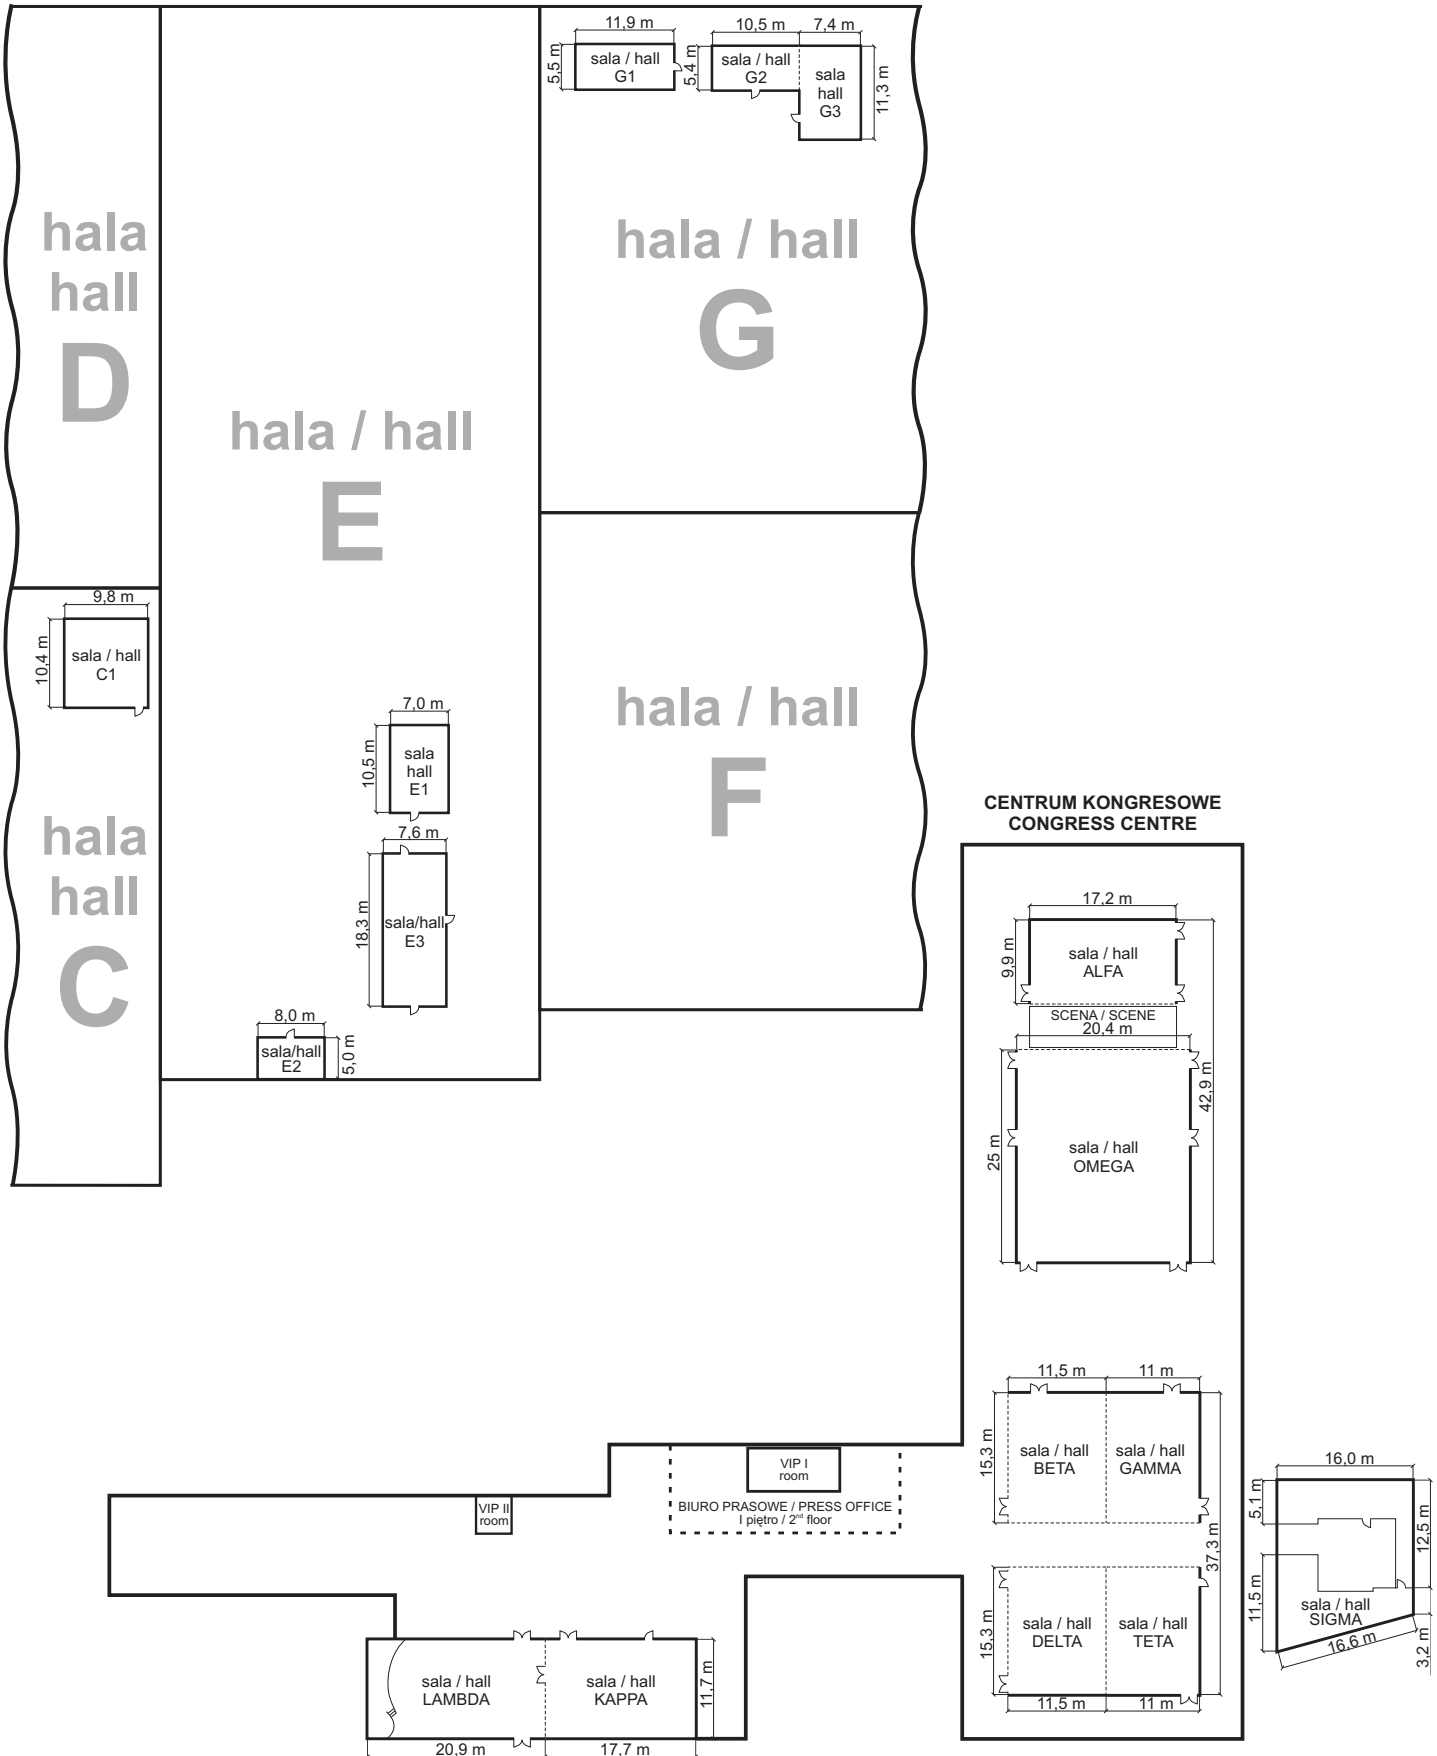 11,9 m
5,5 m
sala / hall
G1
10,5 m
7,4 m
5,4 m
sala / hall
G2
sala
hall
G3
11,3 m
hala
hall
D
hala / hall
E
hala / hall
G
9,8 m
10,4 m
sala / hall
C1
hala
hall
C
7,0 m
10,5 m
sala
hall
E1
7,6 m
18,3 m
sala/hall
E3
8,0 m
sala/hall
E2
5,0 m
hala / hall
F
CENTRUM KONGRESOWE
CONGRESS CENTRE
17,2 m
9,9 m
sala / hall
ALFA
SCENA / SCENE
20,4 m
42,9 m
25 m
sala / hall
OMEGA
11,5 m
11 m
15,3 m
sala / hall
BETA
sala / hall
GAMMA
37,3 m
15,3 m
sala / hall
DELTA
sala / hall
TETA
11,5 m
11 m
16,0 m
5,1 m
12,5 m
11,5 m
sala / hall
SIGMA
16,6 m
3,2 m
VIP I
room
BIURO PRASOWE / PRESS OFFICE
I piętro / 2nd floor
VIP II
room
sala / hall
LAMBDA
sala / hall
KAPPA
11,7 m
20,9 m
17,7 m